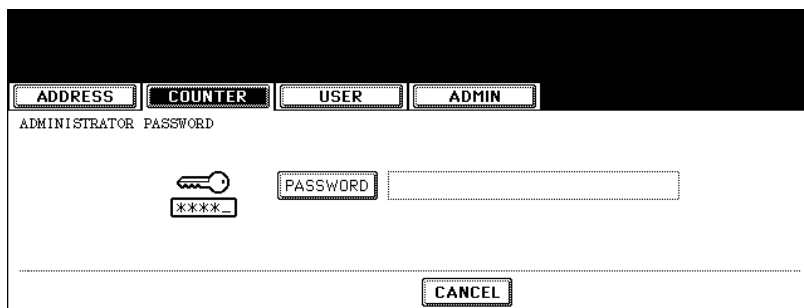 ADDRESS COUNTER USER ADMIN
ADMINISTRATOR PASSWORD
PASSWORD
****_
CANCEL